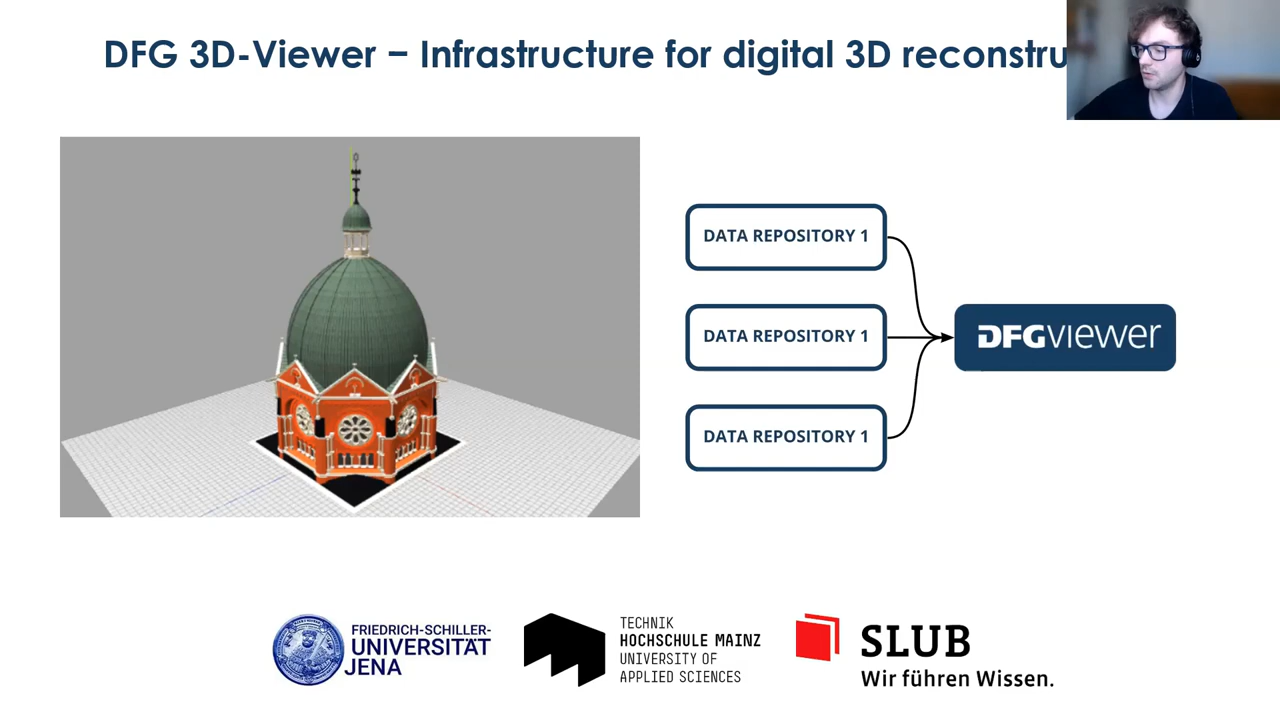 DFG 3D-Viewer – Infrastructure for digital 3D reconstru
DATA REPOSITORY 1
DATA REPOSITORY 1
DATA REPOSITORY 1
DFGviewer
FRIEDRICH-SCHILLER-
UNIVERSITÄT
JENA
TECHNIK
HOCHSCHULE MAINZ
UNIVERSITY OF
APPLIED SCIENCES
SLUB
Wir führen Wissen.